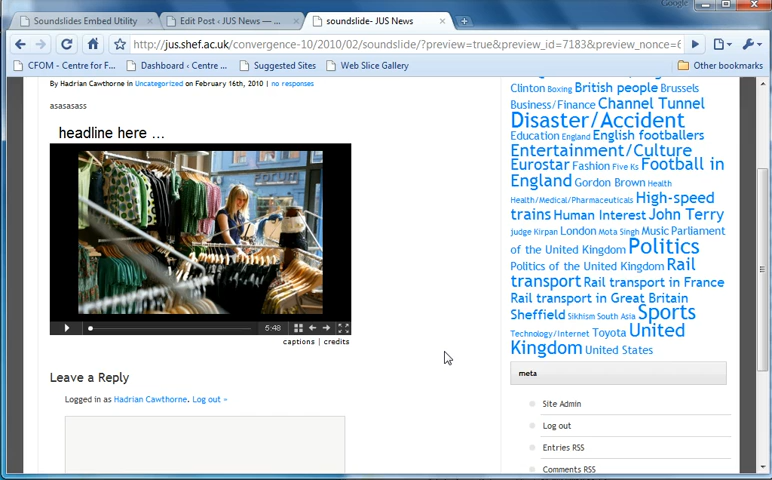 Google
Soundslides Embed Utility
Edit Post ‹ JUS News — ...
soundslide- JUS News
http://jus.shef.ac.uk/convergence-10/2010/02/soundslide/?preview=true&preview_id=7183&preview_nonce=6
CFOM - Centre for F...
Dashboard ‹ Centre ...
Suggested Sites
Web Slice Gallery
Other bookmarks
By Hadrian Cawthorne in Uncategorized on February 16th, 2010 | no responses
asasasass
headline here ...
FORUM
5:48
captions | credits
Leave a Reply
Logged in as Hadrian Cawthorne. Log out »
Clinton Boxing British people Brussels
Business/Finance Channel Tunnel
Disaster/Accident
Education England English footballers
Entertainment/Culture
Eurostar Fashion Five Ks Football in
England Gordon Brown Health
Health/Medical/Pharmaceuticals High-speed
trains Human Interest John Terry
judge Kirpan London Mota Singh Music Parliament
of the United Kingdom Politics
Politics of the United Kingdom Rail
transport Rail transport in France
Rail transport in Great Britain
Sheffield Sikhism South Asia Sports
Technology/Internet Toyota United
Kingdom United States
meta
Site Admin
Log out
Entries RSS
Comments RSS